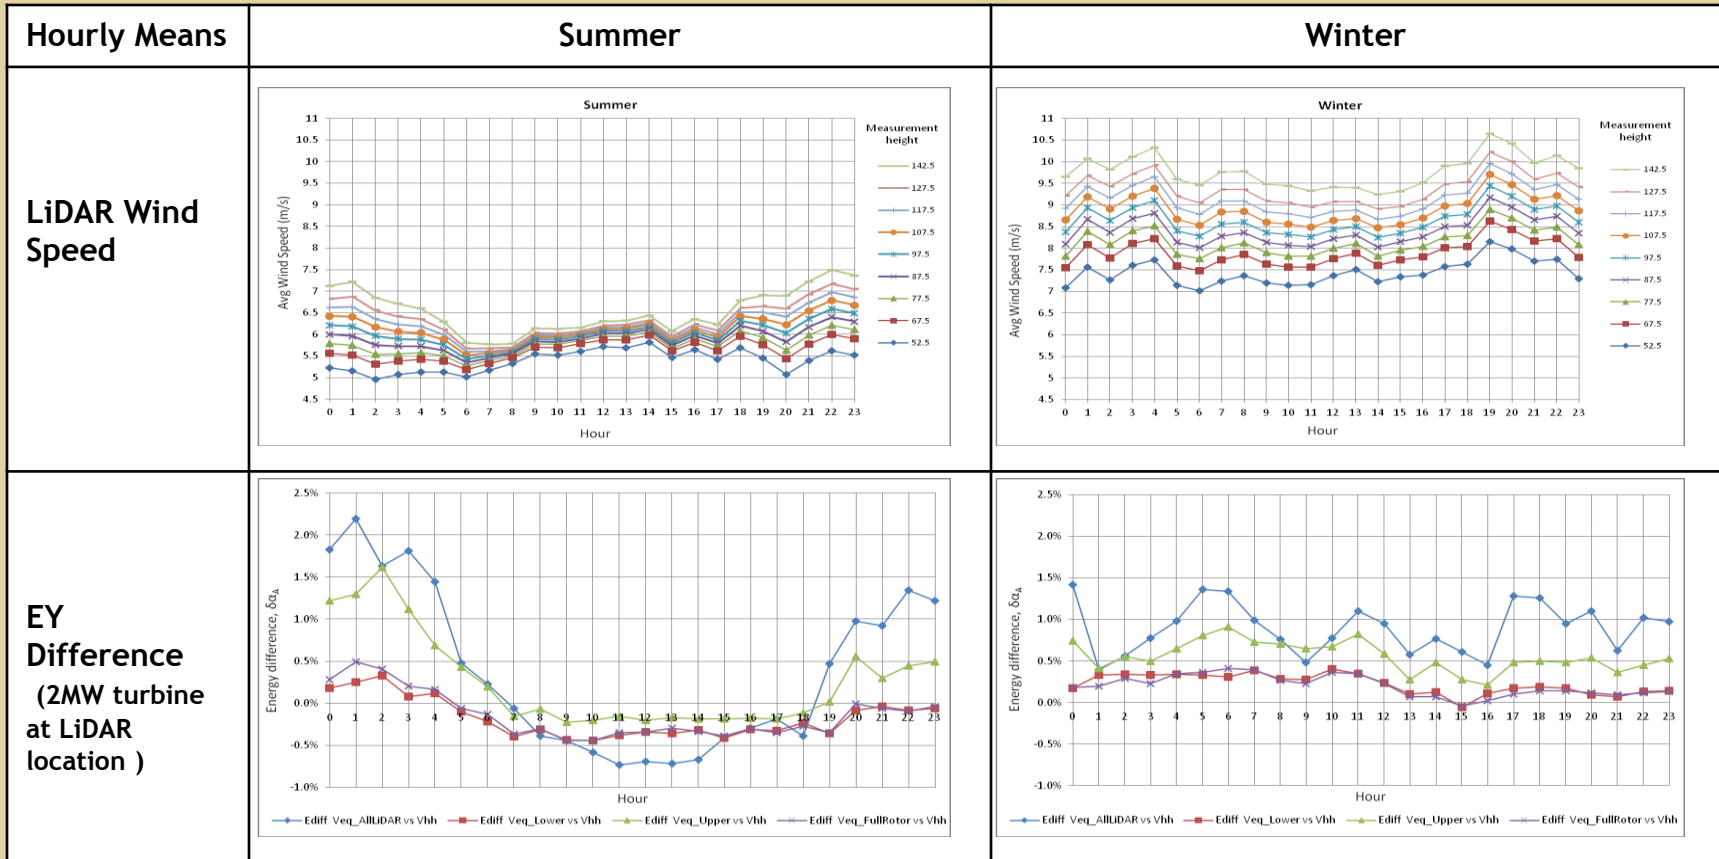 Hourly Means
Summer
Winter
LiDAR Wind
Speed
Summer
Avg Wind Speed (m/s)
11
10.5
10
9.5
9
8.5
8
7.5
7
6.5
6
5.5
5
4.5
0 1 2 3 4 5 6 7 8 9 10 11 12 13 14 15 16 17 18 19 20 21 22 23
Hour
Measurement
height
142.5
127.5
117.5
107.5
97.5
87.5
77.5
67.5
52.5
Winter
Avg Wind Speed (m/s)
11
10.5
10
9.5
9
8.5
8
7.5
7
6.5
6
5.5
5
4.5
0 1 2 3 4 5 6 7 8 9 10 11 12 13 14 15 16 17 18 19 20 21 22 23
Hour
Measurement
height
142.5
127.5
117.5
107.5
97.5
87.5
77.5
67.5
52.5
EY
Difference
(2MW turbine
at LiDAR
location )
Energy difference, δα_A
2.5%
2.0%
1.5%
1.0%
0.5%
0.0%
-0.5%
-1.0%
0 1 2 3 4 5 6 7 8 9 10 11 12 13 14 15 16 17 18 19 20 21 22 23
Hour
Ediff Veq_AllLiDAR vs Vhh Ediff Veq_Lower vs Vhh Ediff Veq_Upper vs Vhh Ediff Veq_FullRotor vs Vhh
Energy difference, δα_A
2.5%
2.0%
1.5%
1.0%
0.5%
0.0%
-0.5%
-1.0%
0 1 2 3 4 5 6 7 8 9 10 11 12 13 14 15 16 17 18 19 20 21 22 23
Hour
Ediff Veq_AllLiDAR vs Vhh Ediff Veq_Lower vs Vhh Ediff Veq_Upper vs Vhh Ediff Veq_FullRotor vs Vhh